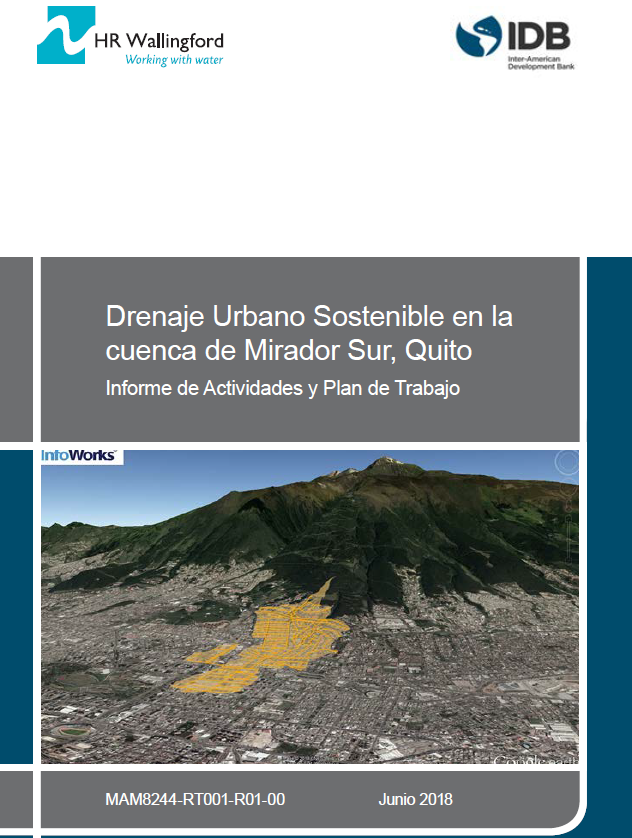 HR Wallingford
Working with water
IDB
Inter-American
Development Bank
Drenaje Urbano Sostenible en la
cuenca de Mirador Sur, Quito
Informe de Actividades y Plan de Trabajo
InfoWorks
Google earth
MAM8244-RT001-R01-00
Junio 2018